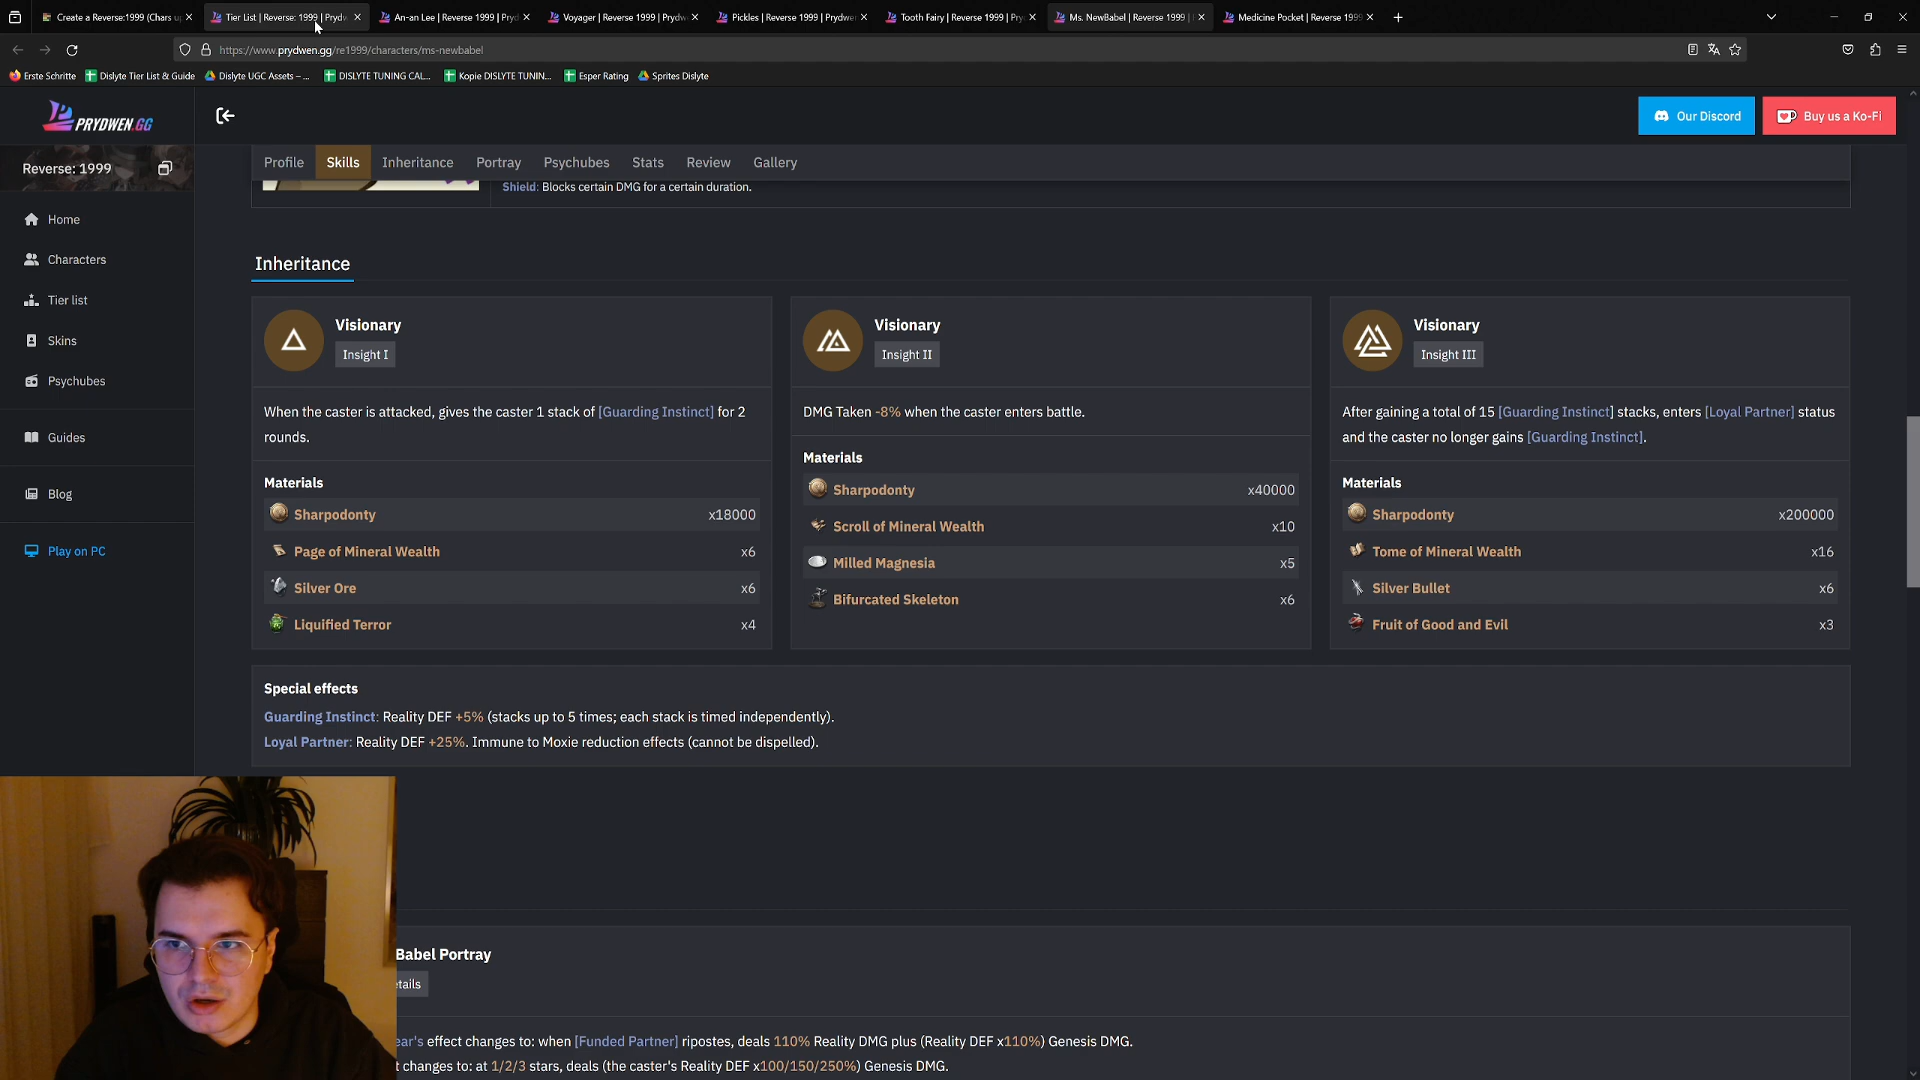 Create a Reverse:1999 (Chars up
Tier List | Reverse: 1999 | Prydw
An-an Lee | Reverse 1999 | Pryd
Voyager | Reverse 1999 | Prydw
Pickles | Reverse 1999 | Prydwen
Tooth Fairy | Reverse 1999 | Pry
Ms. NewBabel | Reverse 1999 |
Medicine Pocket | Reverse 1999
https://www.prydwen.gg/re1999/characters/ms-newbabel
Erste Schritte
Dislyte Tier List & Guide
Dislyte UGC Assets – ...
DISLYTE TUNING CAL...
Kopie DISLYTE TUNIN...
Esper Rating
Sprites Dislyte
PRYDWEN.GG
Our Discord
Buy us a Ko-Fi
Reverse: 1999
Home
Characters
Tier list
Skins
Psychubes
Guides
Blog
Play on PC
Profile
Skills
Inheritance
Portray
Psychubes
Stats
Review
Gallery
Shield: Blocks certain DMG for a certain duration.
Inheritance
Visionary
Insight I
When the caster is attacked, gives the caster 1 stack of [Guarding Instinct] for 2
rounds.
Materials
Sharpodonty x18000
Page of Mineral Wealth x6
Silver Ore x6
Liquified Terror x4
Visionary
Insight II
DMG Taken -8% when the caster enters battle.
Materials
Sharpodonty x40000
Scroll of Mineral Wealth x10
Milled Magnesia x5
Bifurcated Skeleton x6
Visionary
Insight III
After gaining a total of 15 [Guarding Instinct] stacks, enters [Loyal Partner] status
and the caster no longer gains [Guarding Instinct].
Materials
Sharpodonty x200000
Tome of Mineral Wealth x16
Silver Bullet x6
Fruit of Good and Evil x3
Special effects
Guarding Instinct: Reality DEF +5% (stacks up to 5 times; each stack is timed independently).
Loyal Partner: Reality DEF +25%. Immune to Moxie reduction effects (cannot be dispelled).
Babel Portray
etails
ear's effect changes to: when [Funded Partner] ripostes, deals 110% Reality DMG plus (Reality DEF x110%) Genesis DMG.
t changes to: at 1/2/3 stars, deals (the caster's Reality DEF x100/150/250%) Genesis DMG.